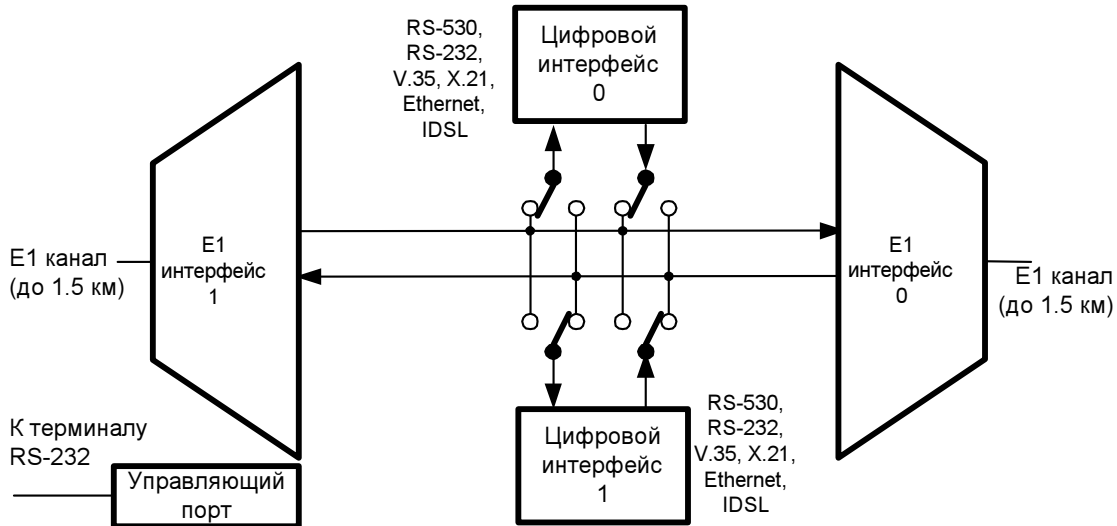 RS-530,
RS-232,
V.35, X.21,
Ethernet,
IDSL
Цифровой
интерфейс
0
E1 канал
(до 1.5 км)
E1
интерфейс
1
E1
интерфейс
0
E1 канал
(до 1.5 км)
К терминалу
RS-232
Управляющий
порт
Цифровой
интерфейс
1
RS-530,
RS-232,
V.35, X.21,
Ethernet,
IDSL